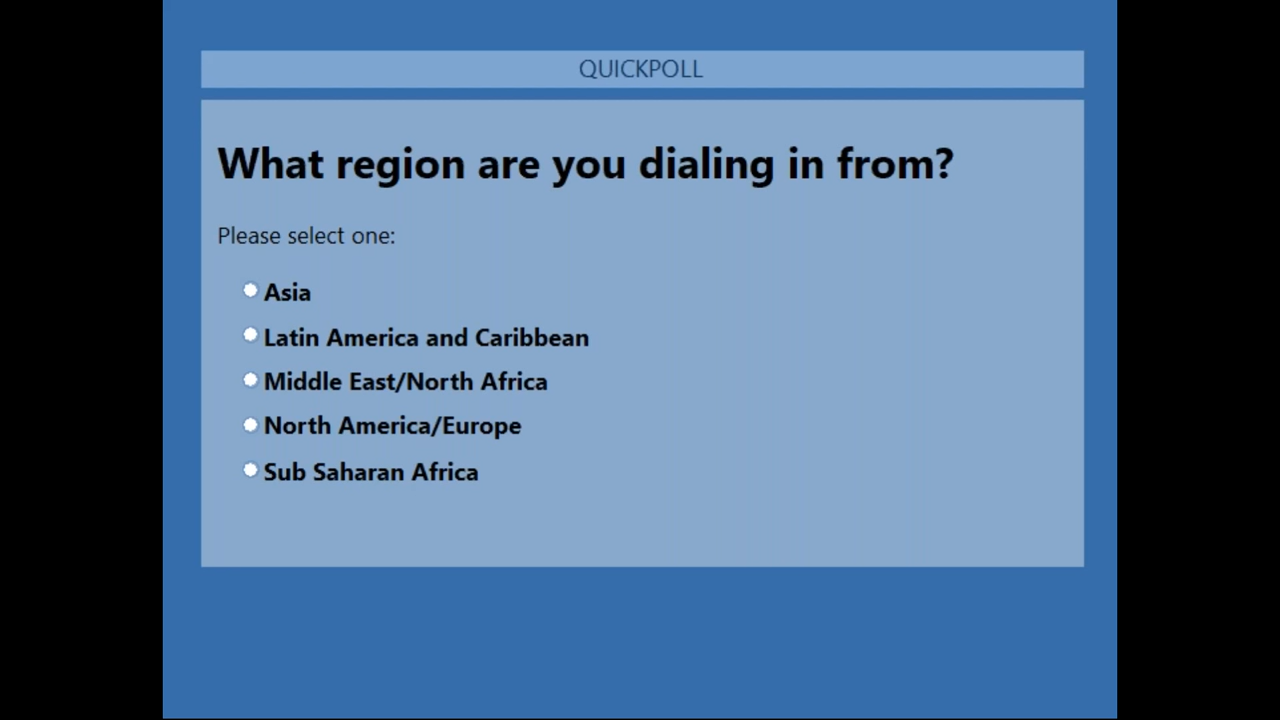 QUICKPOLL
What region are you dialing in from?
Please select one:
Asia
Latin America and Caribbean
Middle East/North Africa
North America/Europe
Sub Saharan Africa